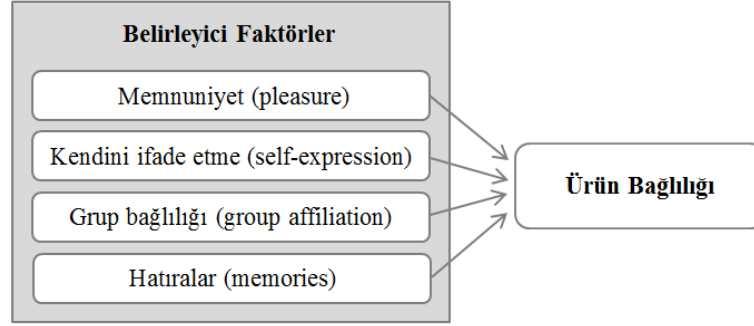 Belirleyici Faktörler
Memnuniyet (pleasure)
Kendini ifade etme (self-expression)
Grup bağlılığı (group affiliation)
Hatıralar (memories)
Ürün Bağlılığı